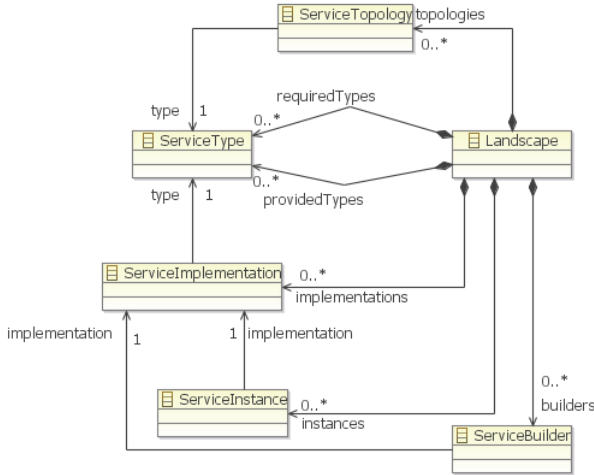 ServiceTopology
topologies
0..*
requiredTypes
type
1
0..*
ServiceType
Landscape
0..*
type
1
providedTypes
ServiceImplementation
0..*
implementations
implementation
1
1
implementation
0..*
ServiceInstance
0..*
builders
instances
ServiceBuilder